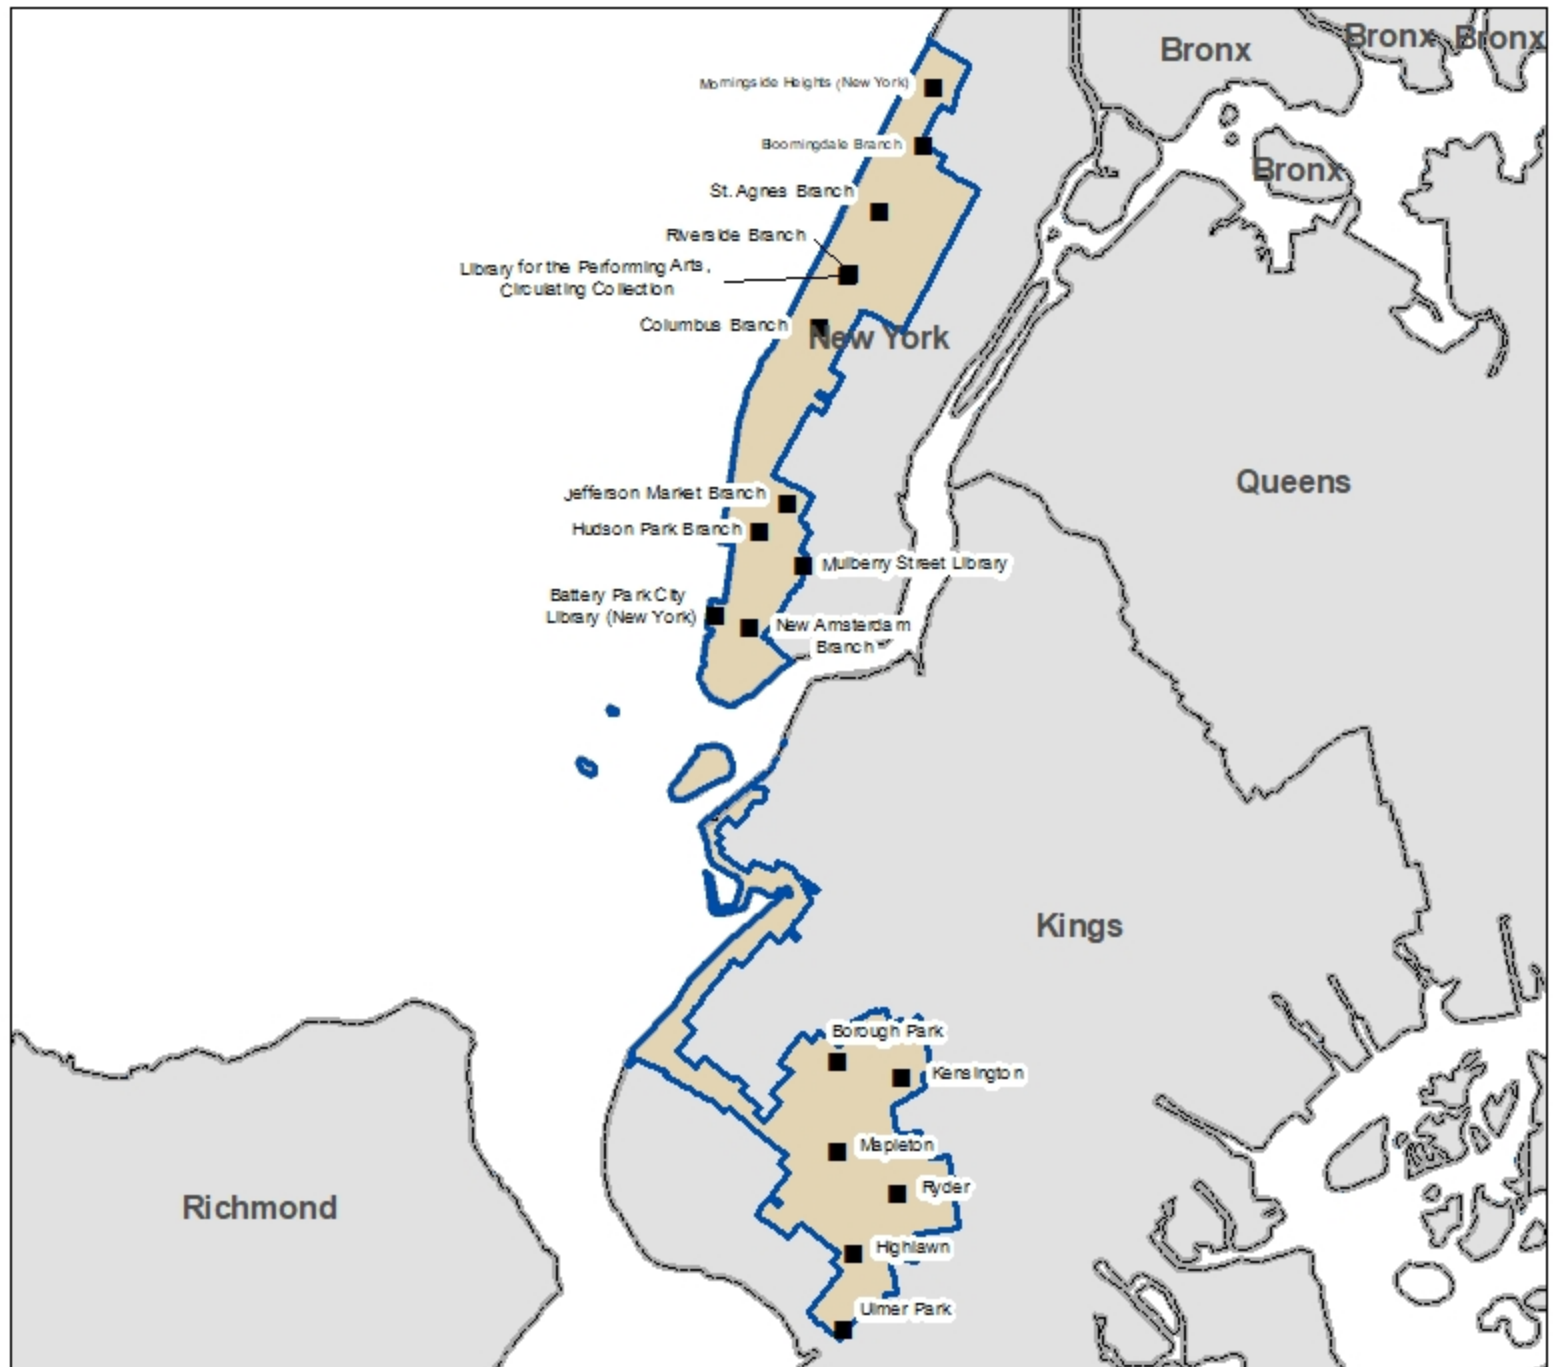 Bronx
Bronx
Bronx
Morningside Heights (New York)
Bloomingdale Branch
Bronx
St. Agnes Branch
Riverside Branch
Library for the Performing Arts,
Circulating Collection
Columbus Branch
New York
Queens
Jefferson Market Branch
Hudson Park Branch
Mulberry Street Library
Battery Park City
Library (New York)
New Amsterdam
Branch
Kings
Borough Park
Kensington
Mapleton
Ryder
Richmond
Highlawn
Ulmer Park